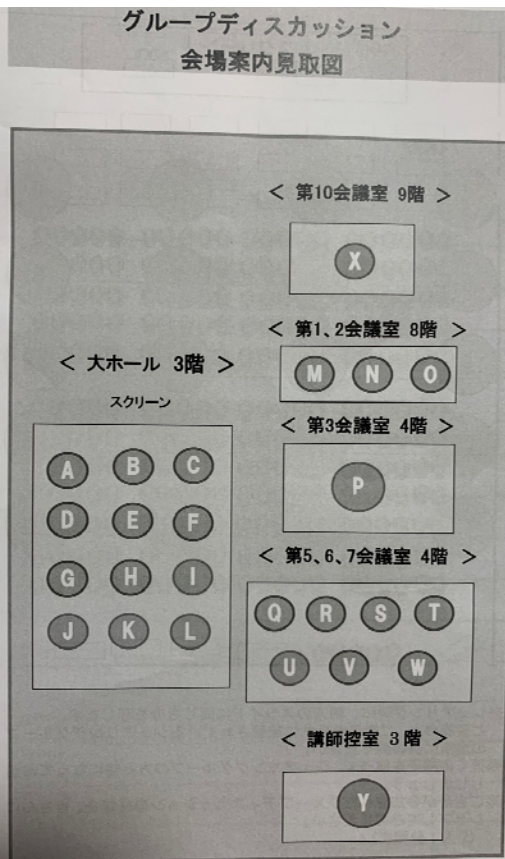 グループディスカッション
会場案内見取図
< 第10会議室 9階 >
X
< 第1、2会議室 8階 >
M N O
< 大ホール 3階 >
スクリーン
A B C
D E F
G H I
J K L
< 第3会議室 4階 >
P
< 第5、6、7会議室 4階 >
Q R S T
U V W
< 講師控室 3階 >
Y